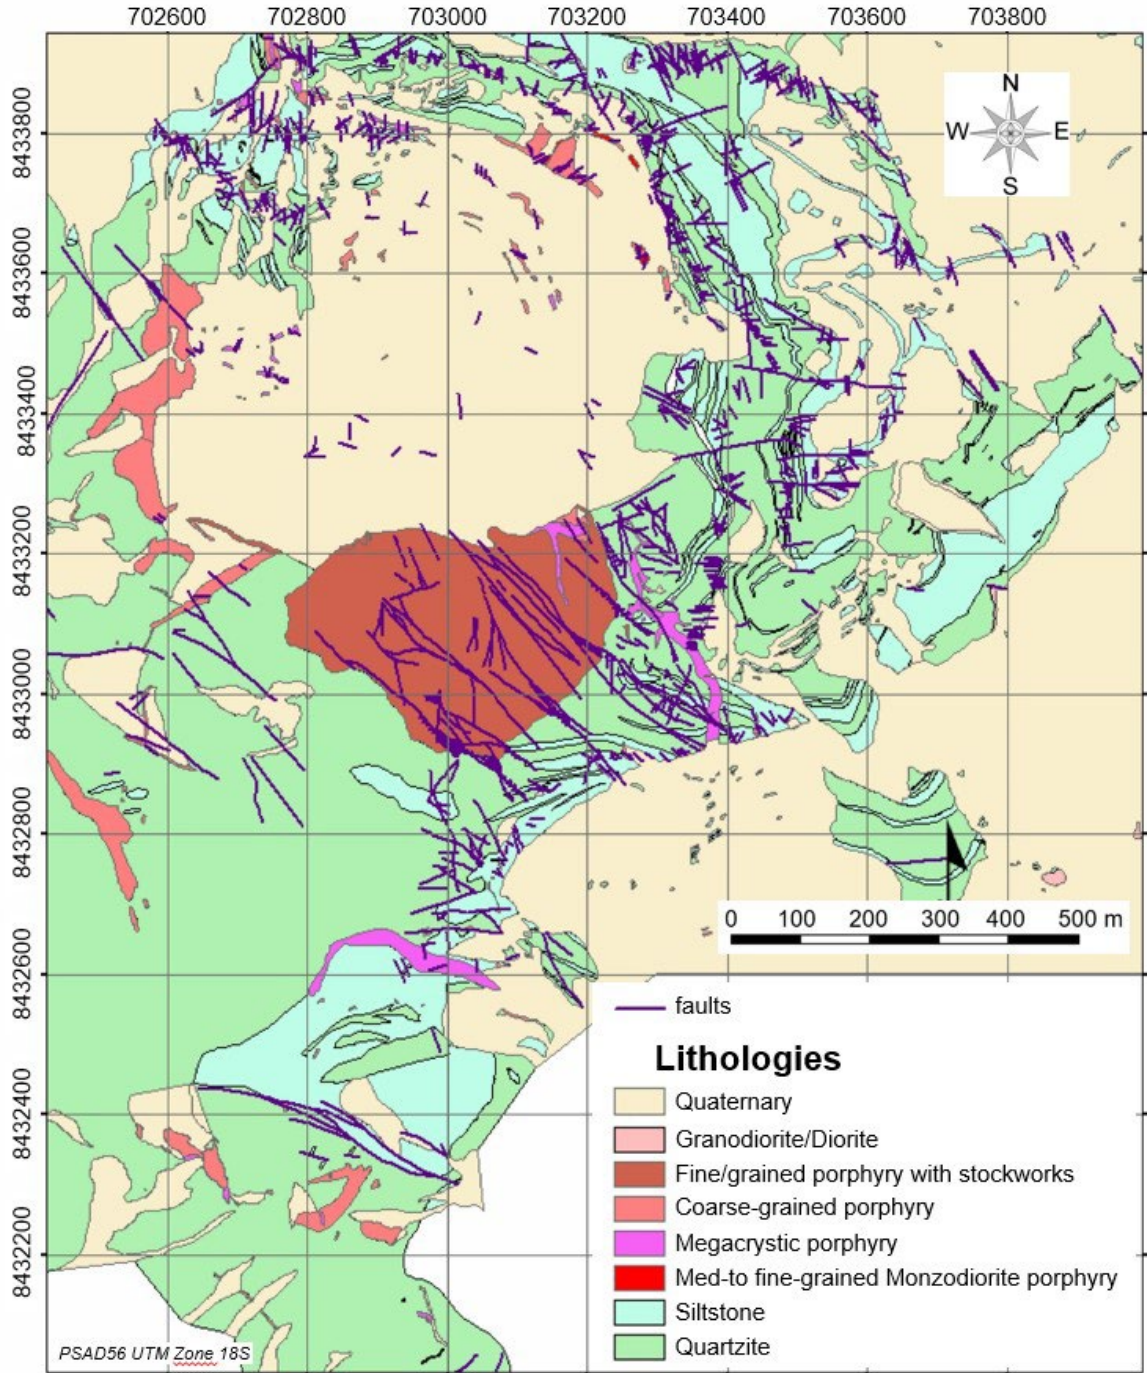 702600 702800 703000 703200 703400 703600 703800
N
W E
S
8433800
8433600
8433400
8433200
8433000
8432800
8432600
8432400
8432200
0 100 200 300 400 500 m
faults
Lithologies
Quaternary
Granodiorite/Diorite
Fine/grained porphyry with stockworks
Coarse-grained porphyry
Megacrystic porphyry
Med-to fine-grained Monzodiorite porphyry
Siltstone
Quartzite
PSAD56 UTM Zone 18S